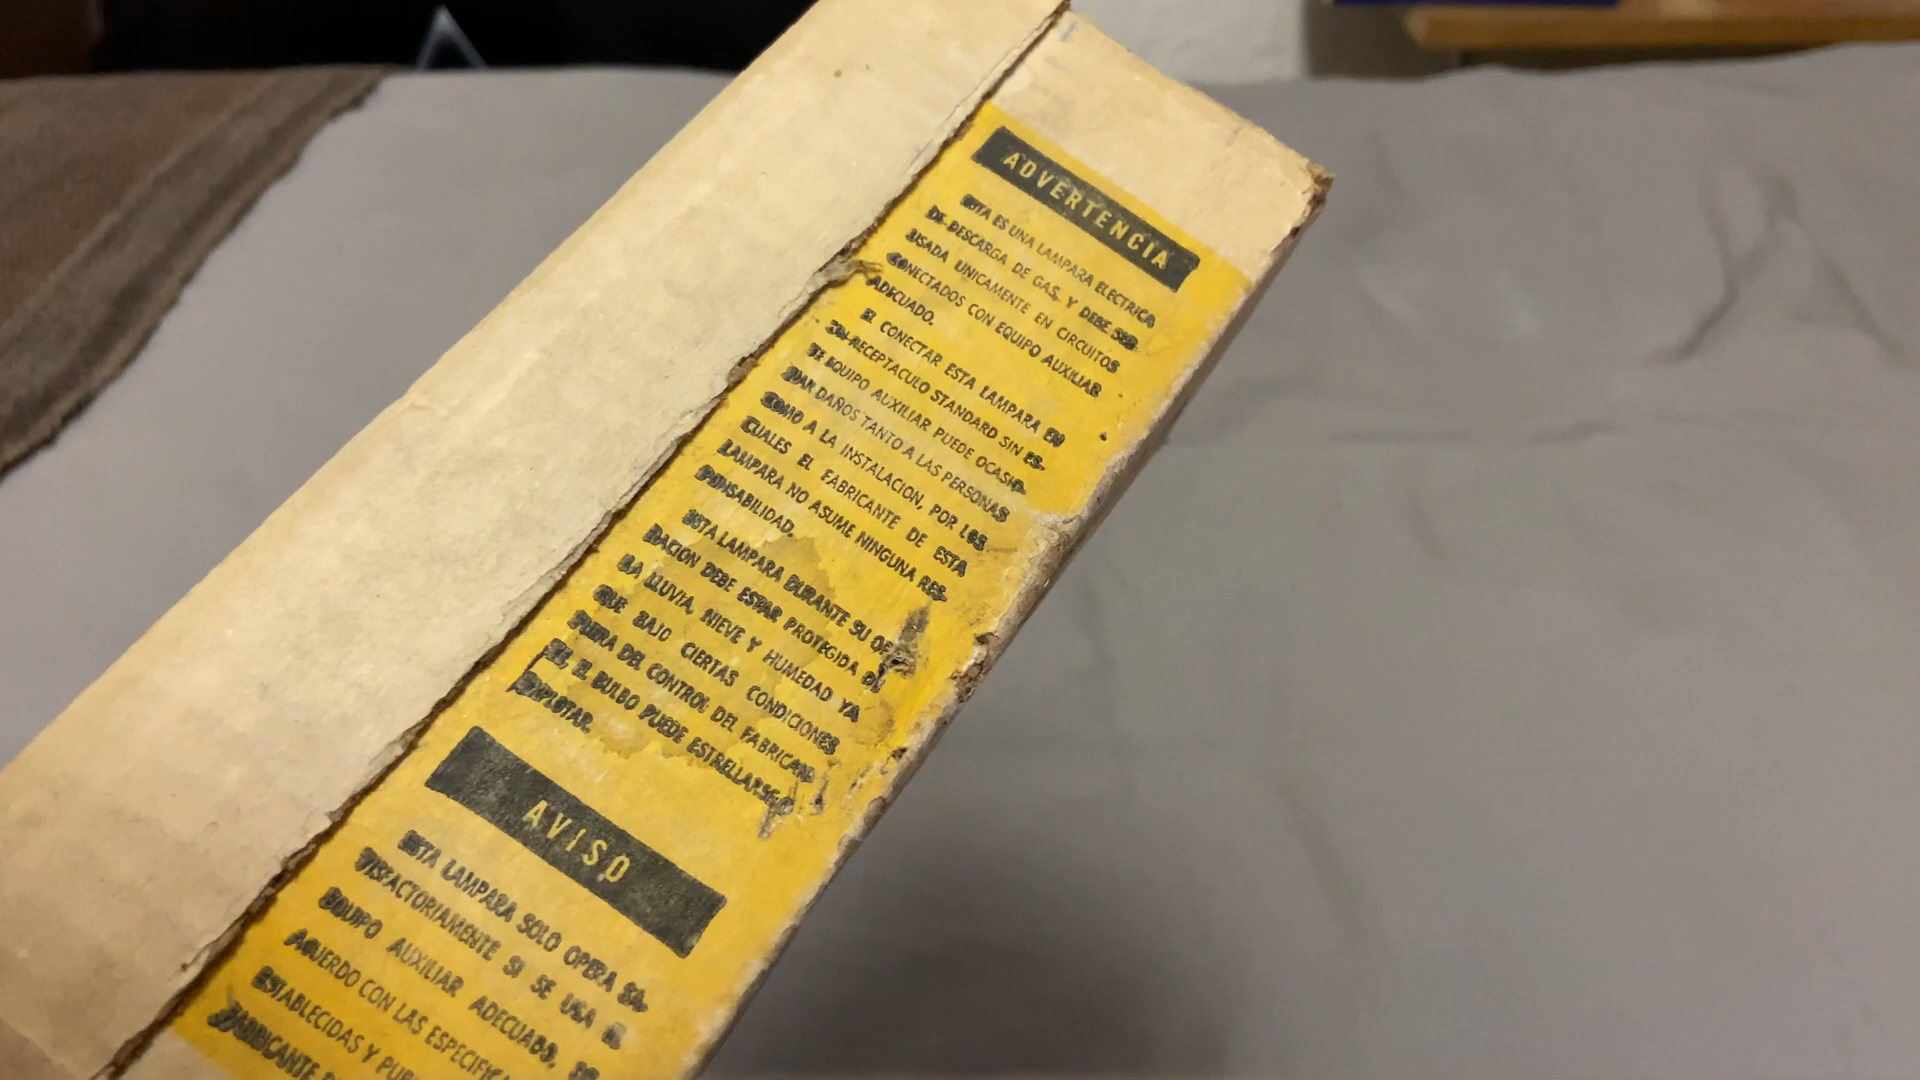 ADVERTENCIA
ESTA ES UNA LAMPARA ELECTRICA
DE DESCARGA DE GAS, Y DEBE SER
USADA UNICAMENTE EN CIRCUITOS
CONECTADOS CON EQUIPO AUXILIAR
ADECUADO.
EL CONECTAR ESTA LAMPARA EN
UN RECEPTACULO STANDARD SIN ES-
TE EQUIPO AUXILIAR PUEDE OCASIO-
NAR DAÑOS TANTO A LAS PERSONAS
COMO A LA INSTALACION, POR LOS
CUALES EL FABRICANTE DE ESTA
LAMPARA NO ASUME NINGUNA RES-
PONSABILIDAD.
ESTA LAMPARA DURANTE SU OPE
RACION DEBE ESTAR PROTEGIDA DE
LA LLUVIA, NIEVE Y HUMEDAD YA
QUE BAJO CIERTAS CONDICIONES
FUERA DEL CONTROL DEL FABRICAN-
TE, EL BULBO PUEDE ESTRELLARSE O
EXPLOTAR.
AVISO
ESTA LAMPARA SOLO OPERA SA-
TISFACTORIAMENTE SI SE USA EL
EQUIPO AUXILIAR ADECUADO, DE
ACUERDO CON LAS ESPECIFICA
ESTABLECIDAS Y PUBL
FABRICANTE